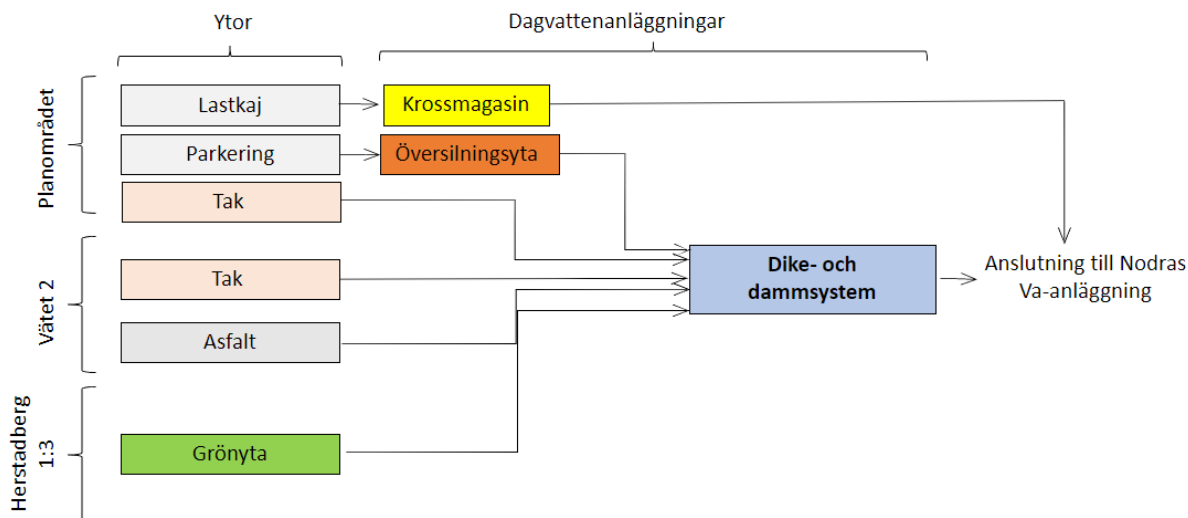 Ytor
Dagvattenanläggningar
Planområdet
Lastkaj
Krossmagasin
Parkering
Översilningsyta
Tak
Vätet 2
Tak
Asfalt
Dike- och
dammsystem
Anslutning till Nodras
Va-anläggning
Herstadberg
1:3
Grönyta